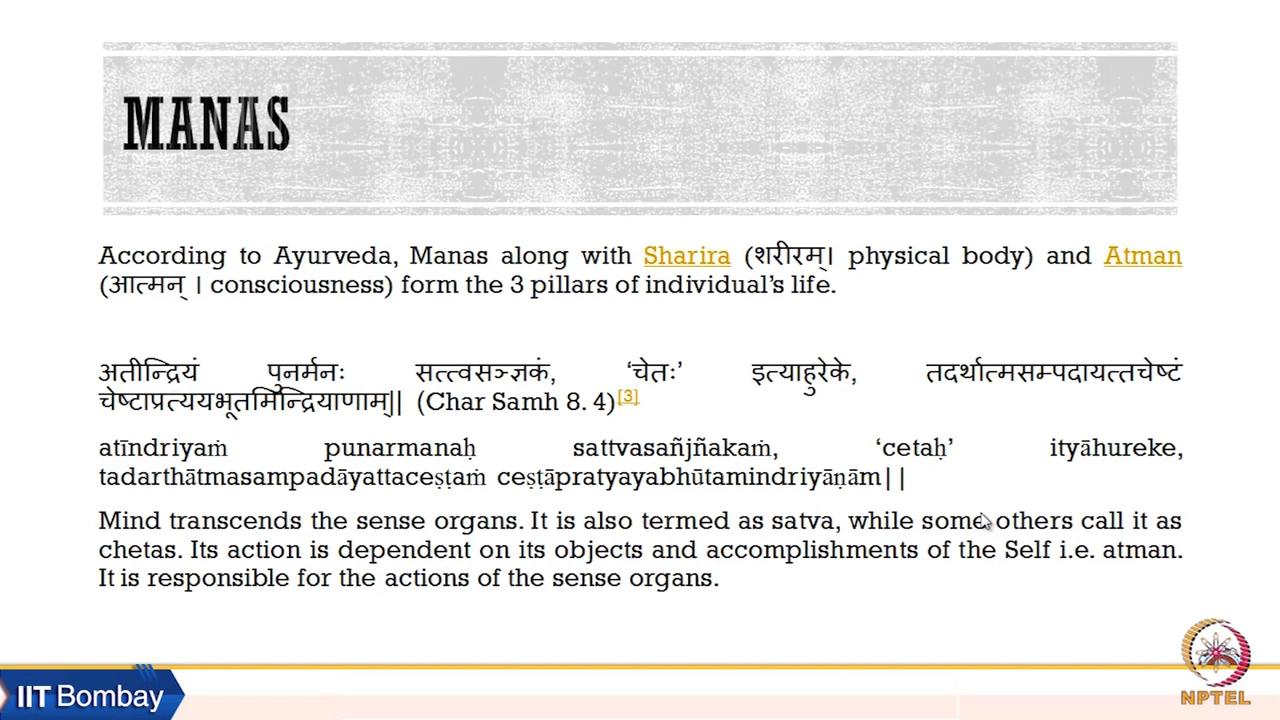 MANAS
According to Ayurveda, Manas along with Sharira (शरीरम्। physical body) and Atman
(आत्मन् । consciousness) form the 3 pillars of individual's life.
अतीन्द्रियं पुनर्मनः सत्त्वसञ्ज्ञकं, ‘चेतः’ इत्याहुरेके, तदर्थात्मसम्पदायत्तचेष्टं
चेष्टाप्रत्ययभूतमिन्द्रियाणाम्|| (Char Samh 8. 4)[3]
atīndriyaṁ punarmanaḥ sattvasañjñakaṁ, ‘cetaḥ’ ityāhureke,
tadarthātmasampadāyattaceṣṭaṁ ceṣṭāpratyayabhūtamindriyāṇām||
Mind transcends the sense organs. It is also termed as satva, while some others call it as
chetas. Its action is dependent on its objects and accomplishments of the Self i.e. atman.
It is responsible for the actions of the sense organs.
IIT Bombay
NPTEL